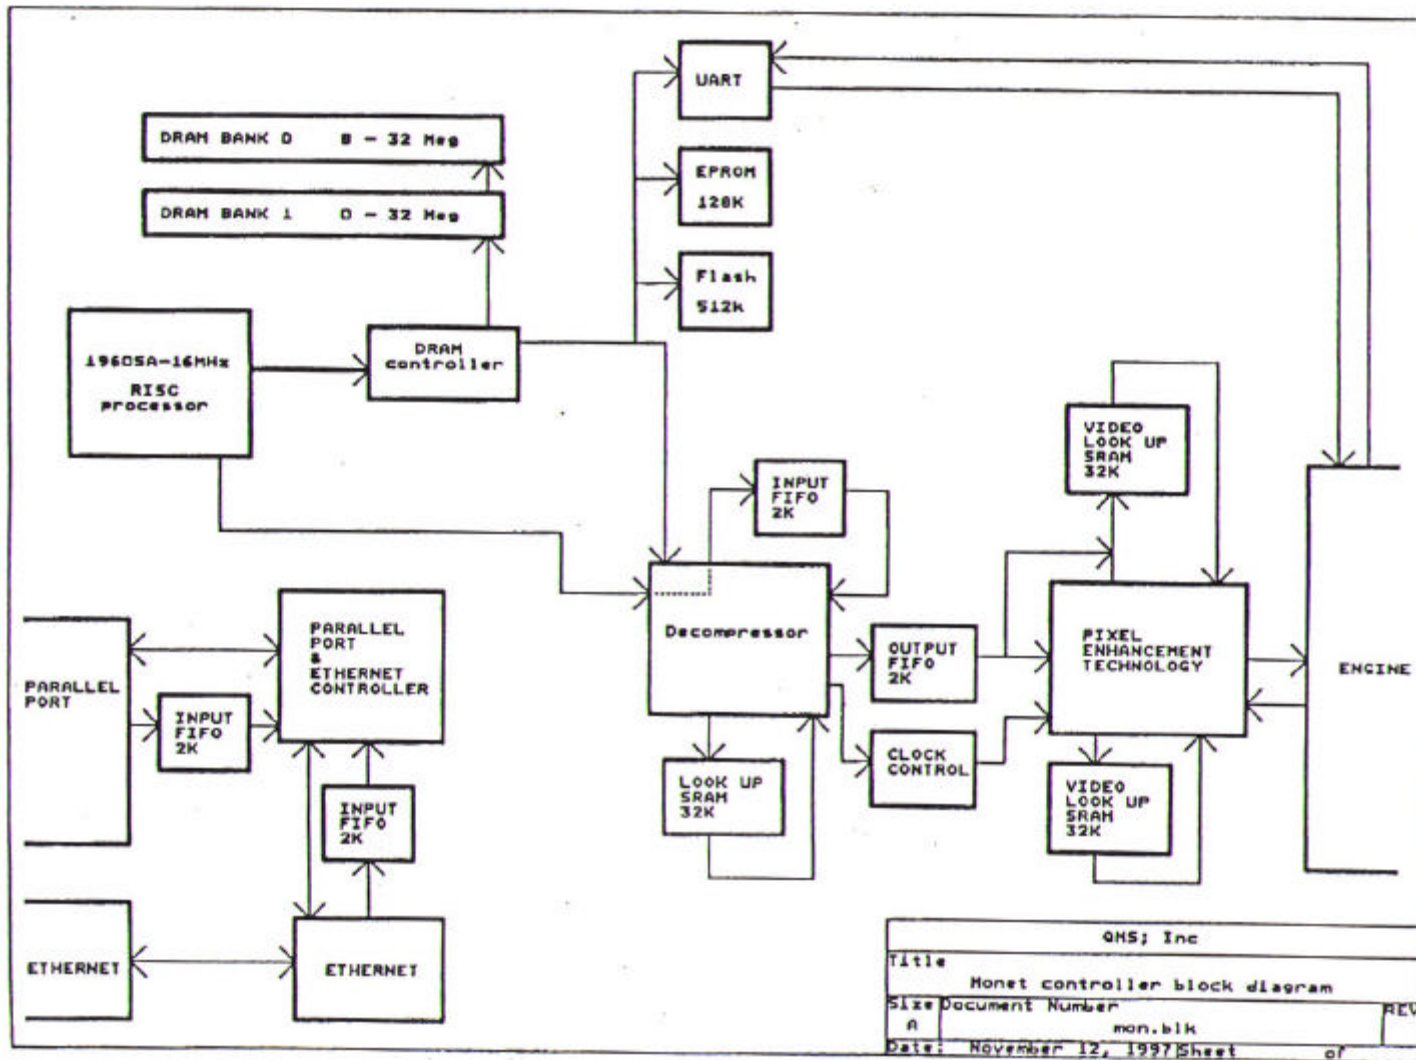 UART
DRAM BANK 0 8 - 32 Meg
EPROM
128K
DRAM BANK 1 0 - 32 Meg
Flash
512k
19605A-16MHz
RISC
processor
DRAM
controller
VIDEO
LOOK UP
SRAM
32K
INPUT
FIFO
2K
PARALLEL
PORT
&
ETHERNET
CONTROLLER
Decompressor
OUTPUT
FIFO
2K
PIXEL
ENHANCEMENT
TECHNOLOGY
ENGINE
PARALLEL
PORT
INPUT
FIFO
2K
CLOCK
CONTROL
LOOK UP
SRAM
32K
VIDEO
LOOK UP
SRAM
32K
INPUT
FIFO
2K
ETHERNET
ETHERNET
QMS; Inc
Title
Monet controller block diagram
Size Document Number REV
A mon.blk
Date: November 12, 1997 Sheet of